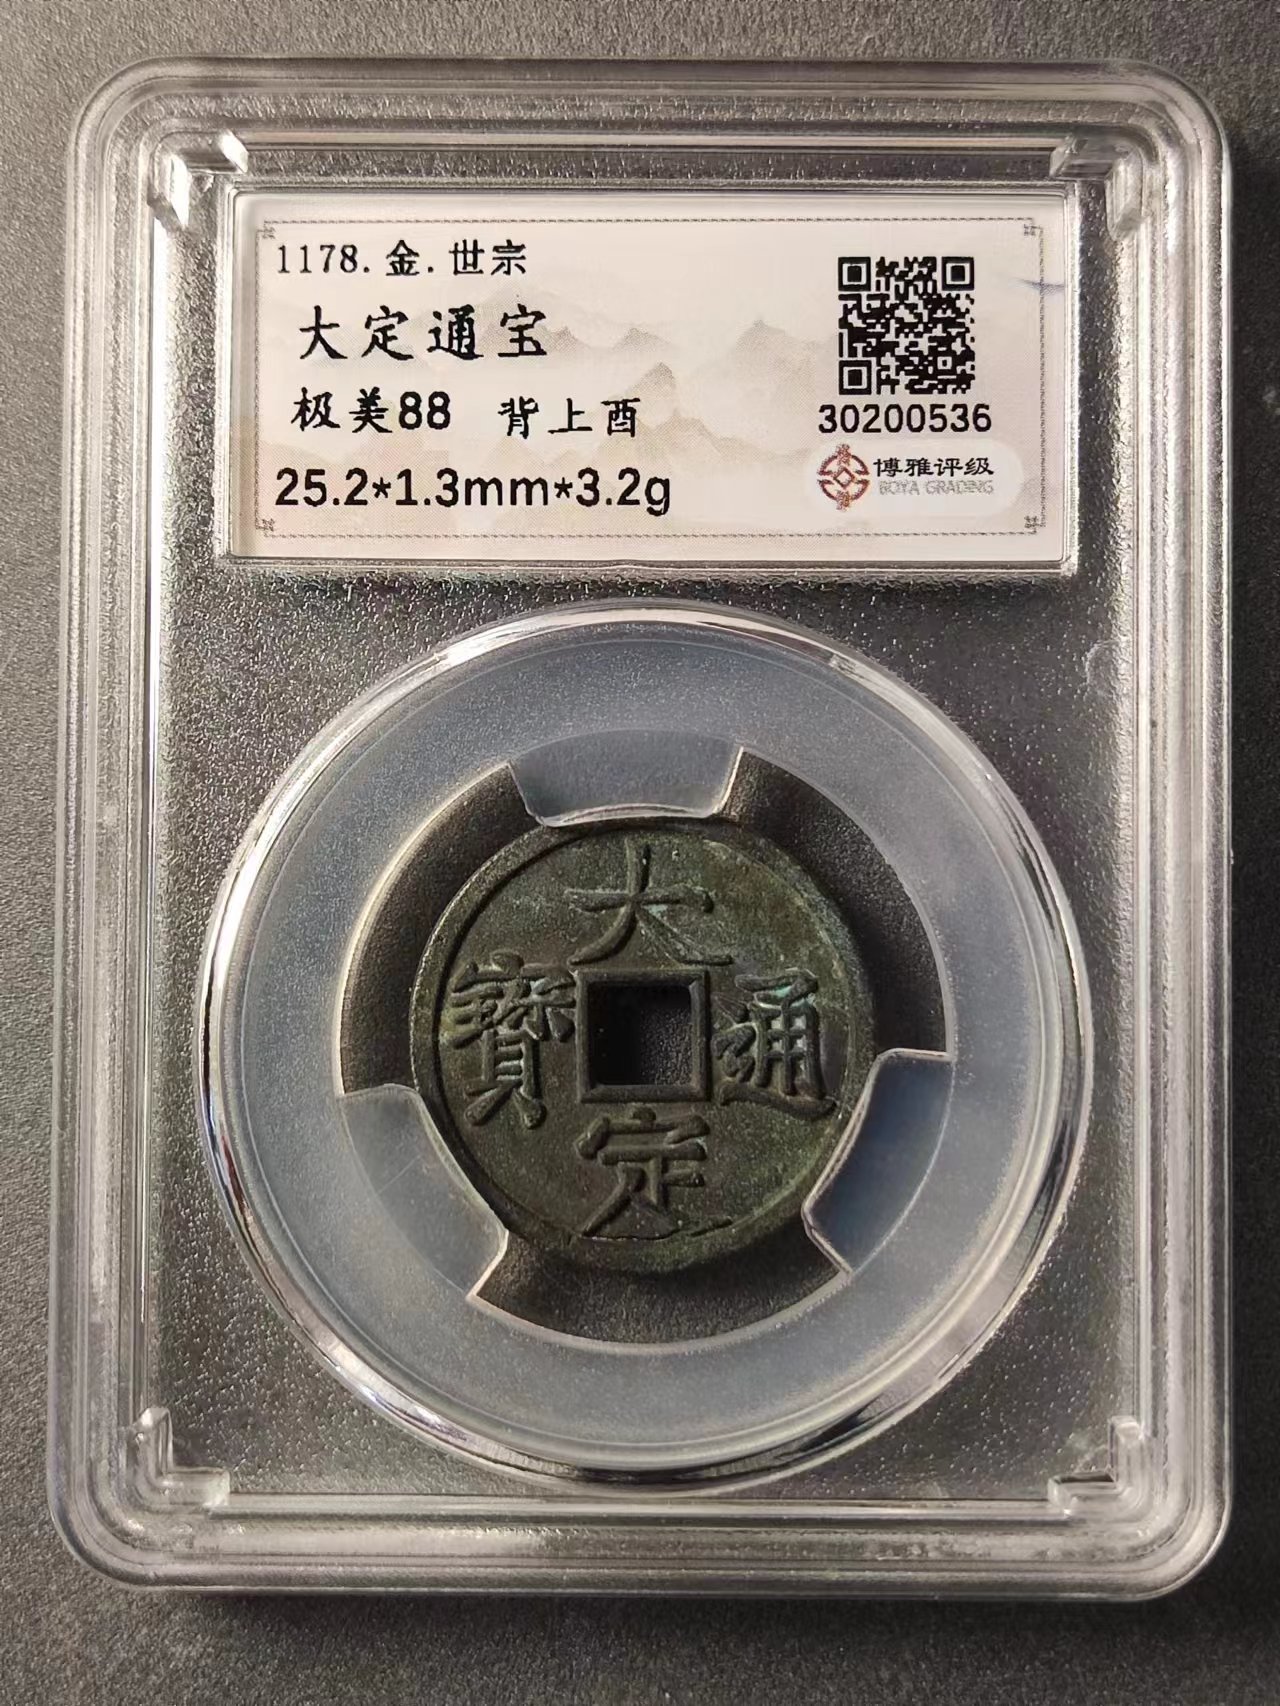 1178.金.世宗
大定通宝
极美88 背上酉
25.2*1.3mm*3.2g
30200536
博雅评级
BOYA GRADING
大定通寳